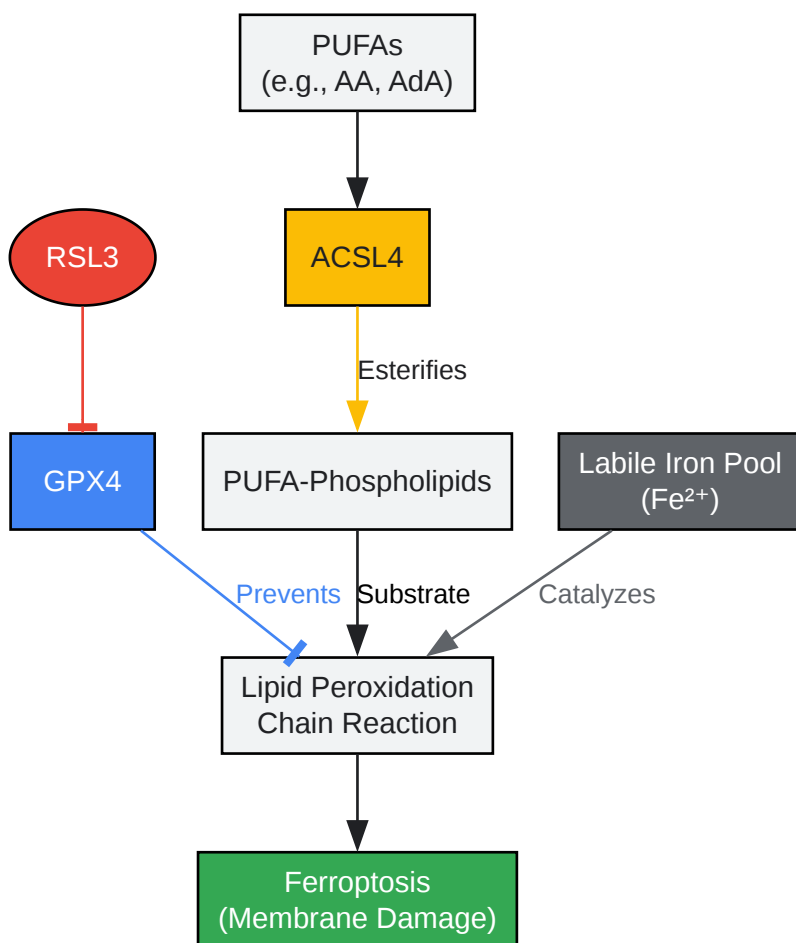 PUFAs
(e.g., AA, AdA)
RSL3
ACSL4
Esterifies
GPX4
PUFA-Phospholipids
Labile Iron Pool
(Fe²⁺)
Prevents
Substrate
Catalyzes
Lipid Peroxidation
Chain Reaction
Ferroptosis
(Membrane Damage)